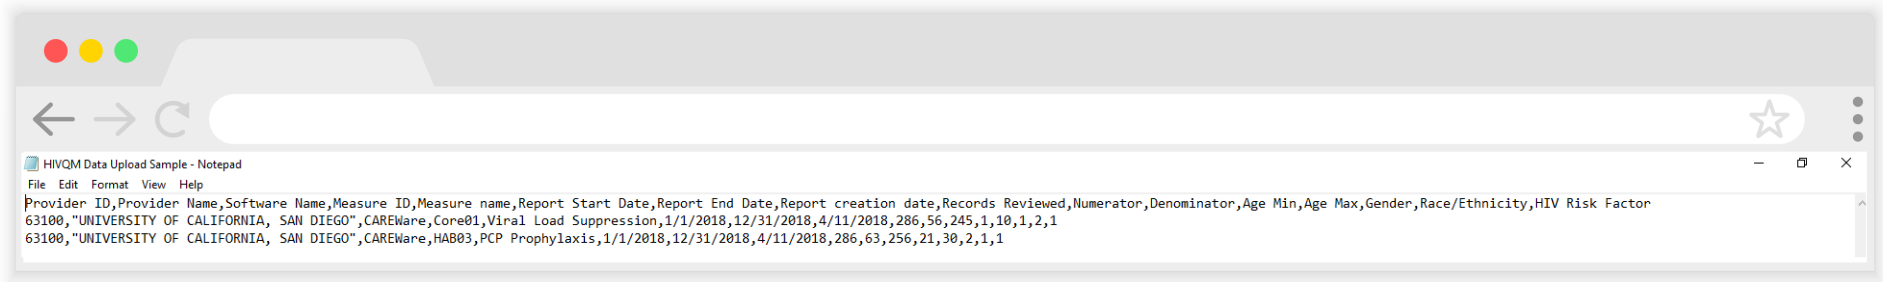 HIVQM Data Upload Sample - Notepad
File Edit Format View Help
Provider ID,Provider Name,Software Name,Measure ID,Measure name,Report Start Date,Report End Date,Report creation date,Records Reviewed,Numerator,Denominator,Age Min,Age Max,Gender,Race/Ethnicity,HIV Risk Factor
63100,"UNIVERSITY OF CALIFORNIA, SAN DIEGO",CAREWare,Core01,Viral Load Suppression,1/1/2018,12/31/2018,4/11/2018,286,56,245,1,10,1,2,1
63100,"UNIVERSITY OF CALIFORNIA, SAN DIEGO",CAREWare,HAB03,PCP Prophylaxis,1/1/2018,12/31/2018,4/11/2018,286,63,256,21,30,2,1,1